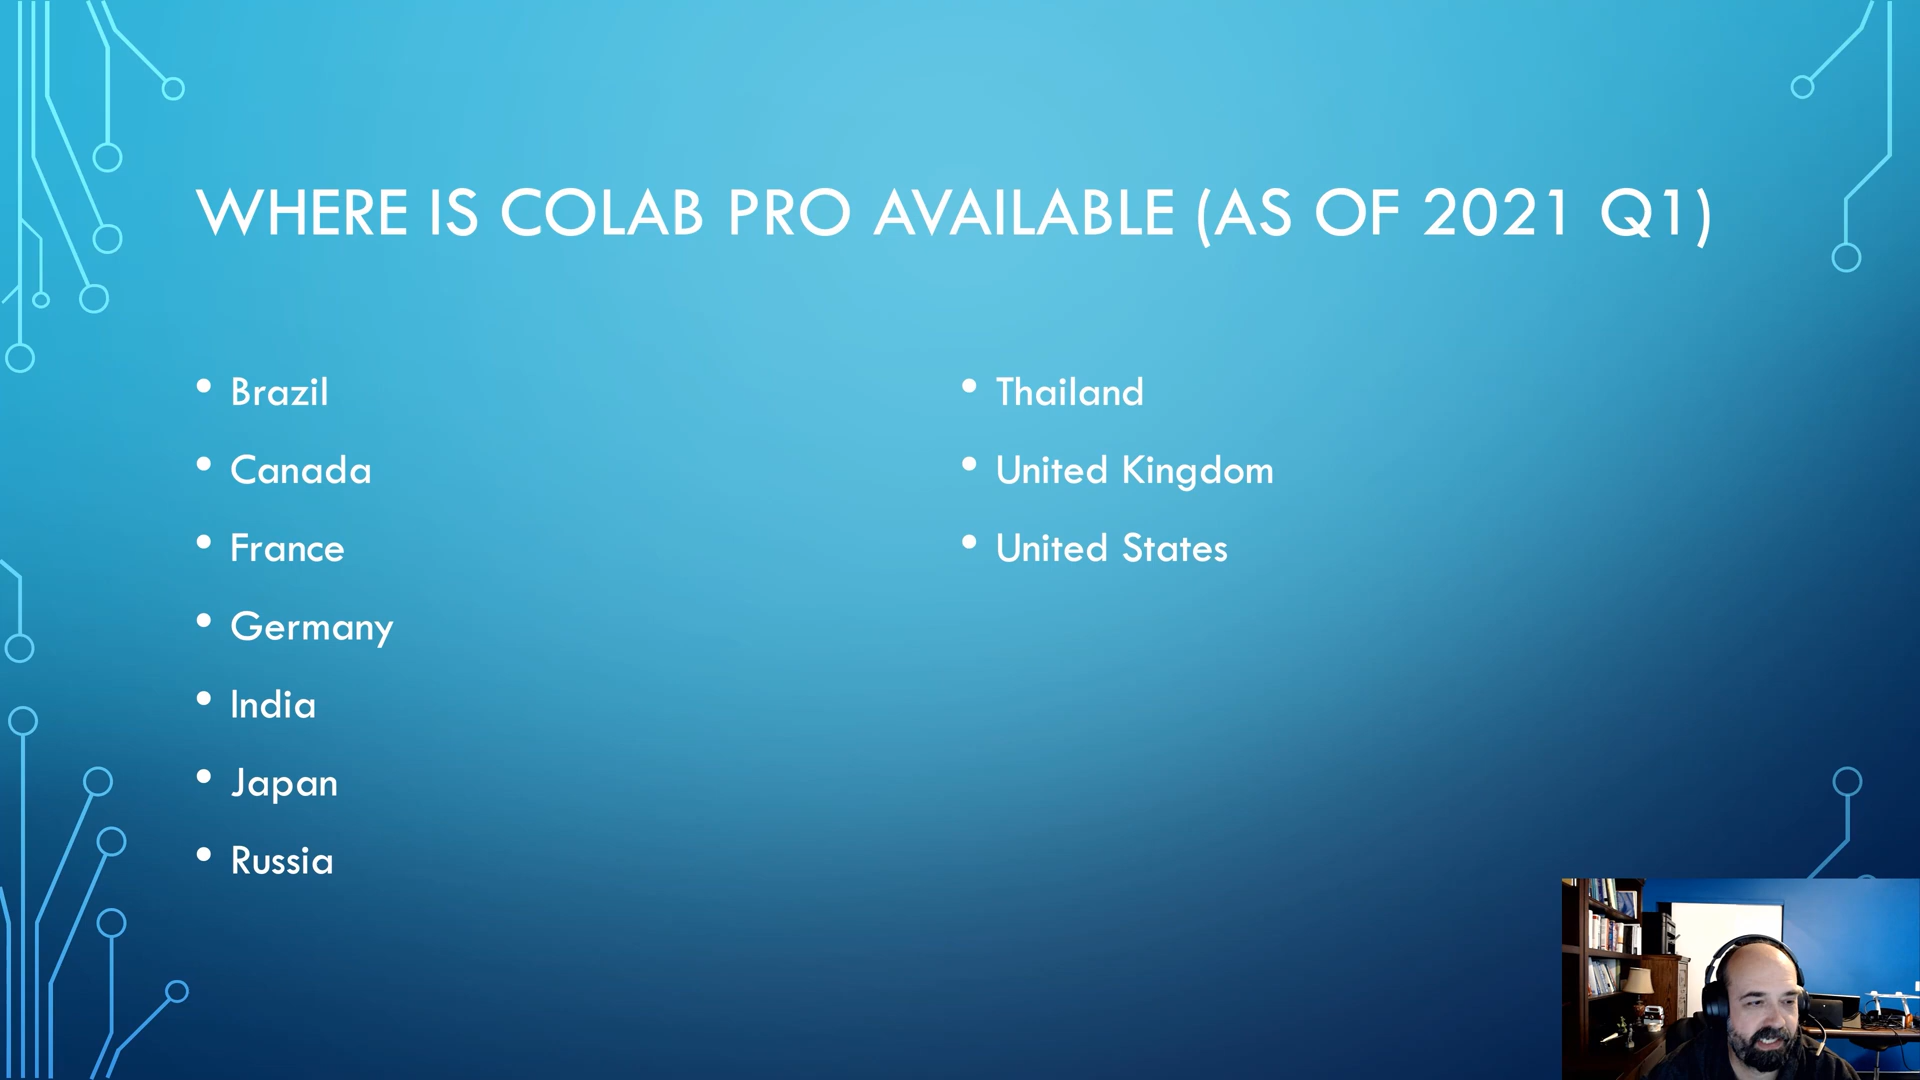 WHERE IS COLAB PRO AVAILABLE (AS OF 2021 Q1)
• Brazil
• Canada
• France
• Germany
• India
• Japan
• Russia
• Thailand
• United Kingdom
• United States